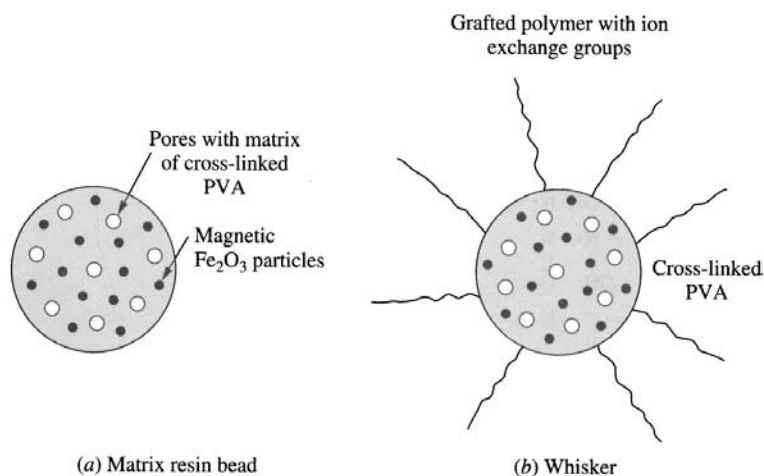 Pores with matrix
of cross-linked
PVA
Magnetic
Fe₂O₃ particles
(a) Matrix resin bead
Grafted polymer with ion
exchange groups
Cross-linked
PVA
(b) Whisker